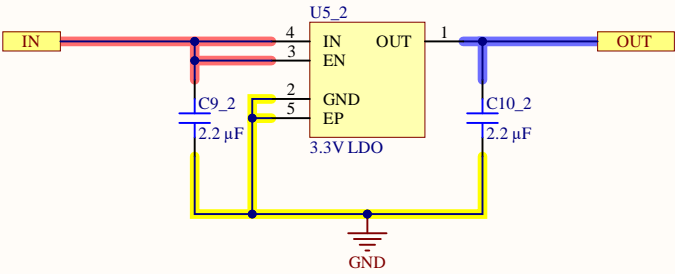 U5_2
IN
4
IN
OUT
1
OUT
3
EN
2
GND
C9_2
C10_2
5
EP
2.2 µF
2.2 µF
3.3V LDO
GND